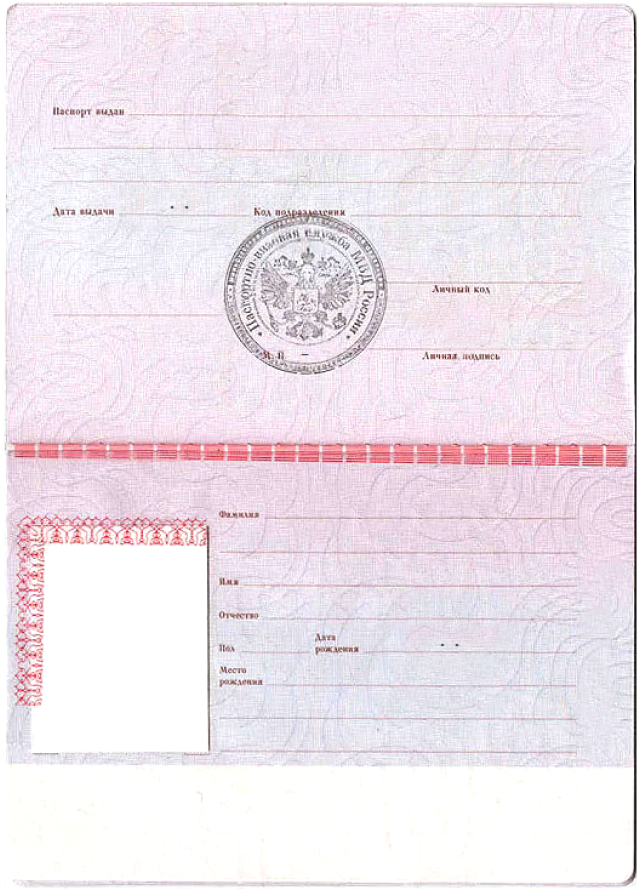 Паспорт выдан
Дата выдачи
Код подразделения
Паспортно-визовая служба МВД России
Личный код
М. П.
Личная подпись
Фамилия
Имя
Отчество
Пол
Дата
рождения
Место
рождения